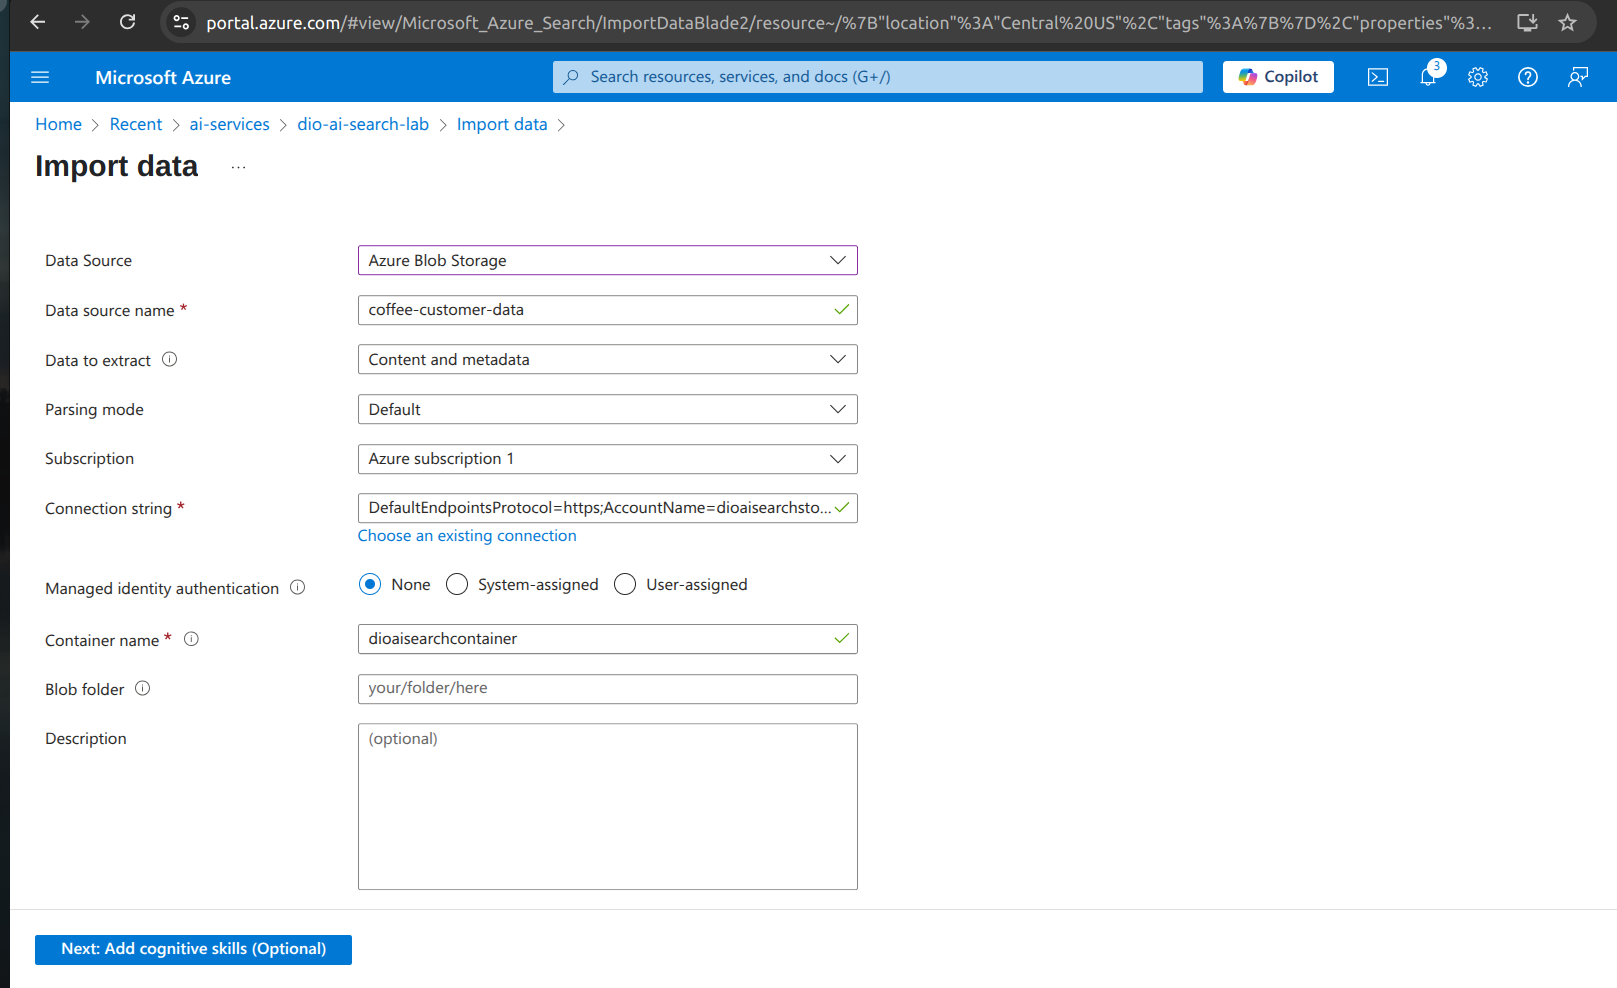 portal.azure.com/#view/Microsoft_Azure_Search/ImportDataBlade2/resource~/%7B"location"%3A"Central%20US"%2C"tags"%3A%7B%7D%2C"properties"%3...
Microsoft Azure
Search resources, services, and docs (G+/)
Copilot
3
Home > Recent > ai-services > dio-ai-search-lab > Import data >
Import data ...
Data Source
Azure Blob Storage
Data source name *
coffee-customer-data
Data to extract
Content and metadata
Parsing mode
Default
Subscription
Azure subscription 1
Connection string *
DefaultEndpointsProtocol=https;AccountName=dioaisearchsto...
Choose an existing connection
Managed identity authentication
None System-assigned User-assigned
Container name *
dioaisearchcontainer
Blob folder
your/folder/here
Description
(optional)
Next: Add cognitive skills (Optional)